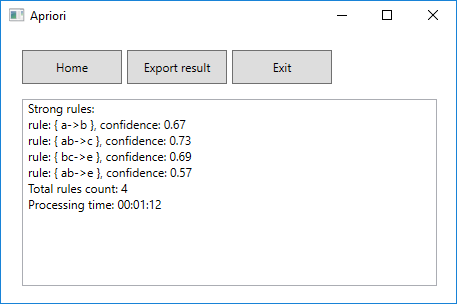 Apriori
Home Export result Exit
Strong rules:
rule: { a->b }, confidence: 0.67
rule: { ab->c }, confidence: 0.73
rule: { bc->e }, confidence: 0.69
rule: { ab->e }, confidence: 0.57
Total rules count: 4
Processing time: 00:01:12